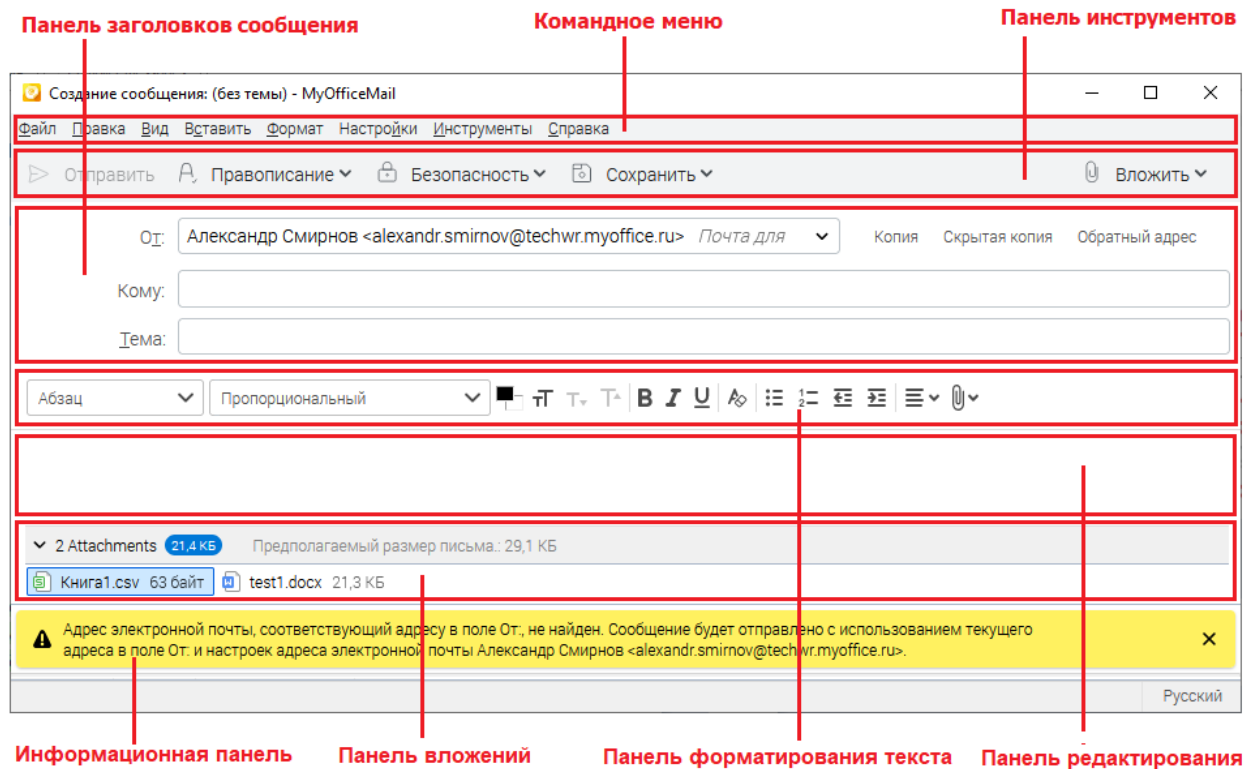 Панель заголовков сообщения
Командное меню
Панель инструментов
Создание сообщения: (без темы) - MyOfficeMail
Файл Правка Вид Вставить Формат Настройки Инструменты Справка
Отправить Правописание Безопасность Сохранить Вложить
От: Александр Смирнов <alexandr.smirnov@techwr.myoffice.ru> Почта для Копия Скрытая копия Обратный адрес
Кому:
Тема:
Абзац Пропорциональный
2 Attachments 21,4 КБ Предполагаемый размер письма.: 29,1 КБ
Книга1.csv 63 байт test1.docx 21,3 КБ
Адрес электронной почты, соответствующий адресу в поле От:, не найден. Сообщение будет отправлено с использованием текущего
адреса в поле От: и настроек адреса электронной почты Александр Смирнов <alexandr.smirnov@techwr.myoffice.ru>.
Русский
Информационная панель
Панель вложений
Панель форматирования текста
Панель редактирования